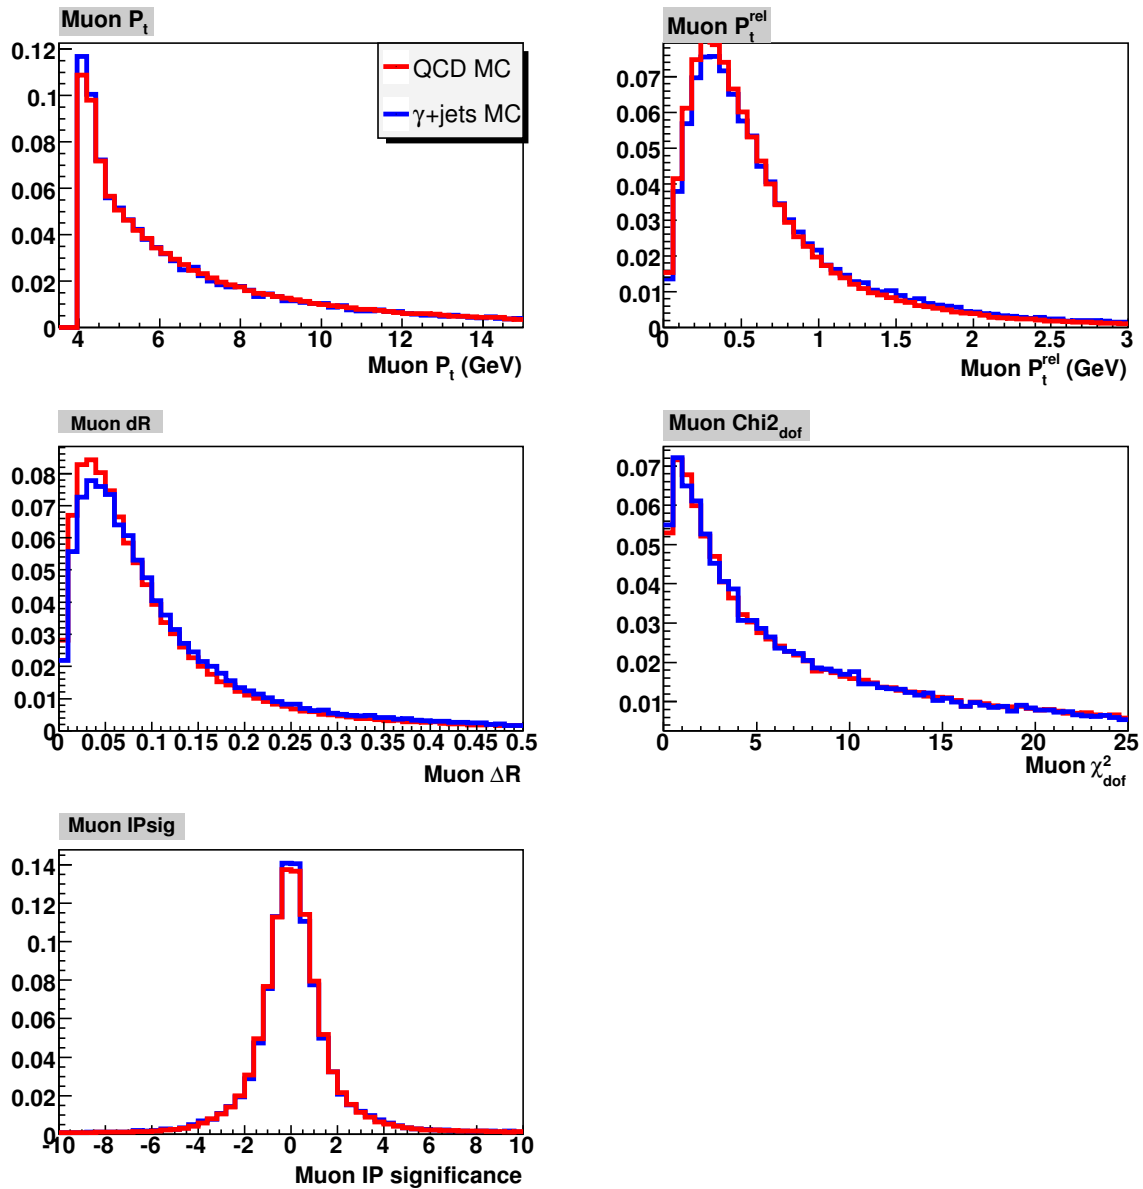 Muon P_t
0.12
0.1
0.08
0.06
0.04
0.02
0
4 6 8 10 12 14
Muon P_t (GeV)
QCD MC
γ+jets MC
Muon P_t^rel
0.07
0.06
0.05
0.04
0.03
0.02
0.01
0
0 0.5 1 1.5 2 2.5 3
Muon P_t^rel (GeV)
Muon dR
0.08
0.07
0.06
0.05
0.04
0.03
0.02
0.01
0
0 0.05 0.1 0.15 0.2 0.25 0.3 0.35 0.4 0.45 0.5
Muon ΔR
Muon Chi2_dof
0.07
0.06
0.05
0.04
0.03
0.02
0.01
0 5 10 15 20 25
Muon χ²_dof
Muon IPsig
0.14
0.12
0.1
0.08
0.06
0.04
0.02
0
-10 -8 -6 -4 -2 0 2 4 6 8 10
Muon IP significance